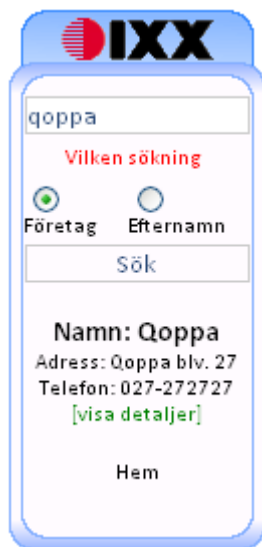 IXX
qoppa
Vilken sökning
Företag Efternamn
Sök
Namn: Qoppa
Adress: Qoppa blv. 27
Telefon: 027-272727
[visa detaljer]
Hem